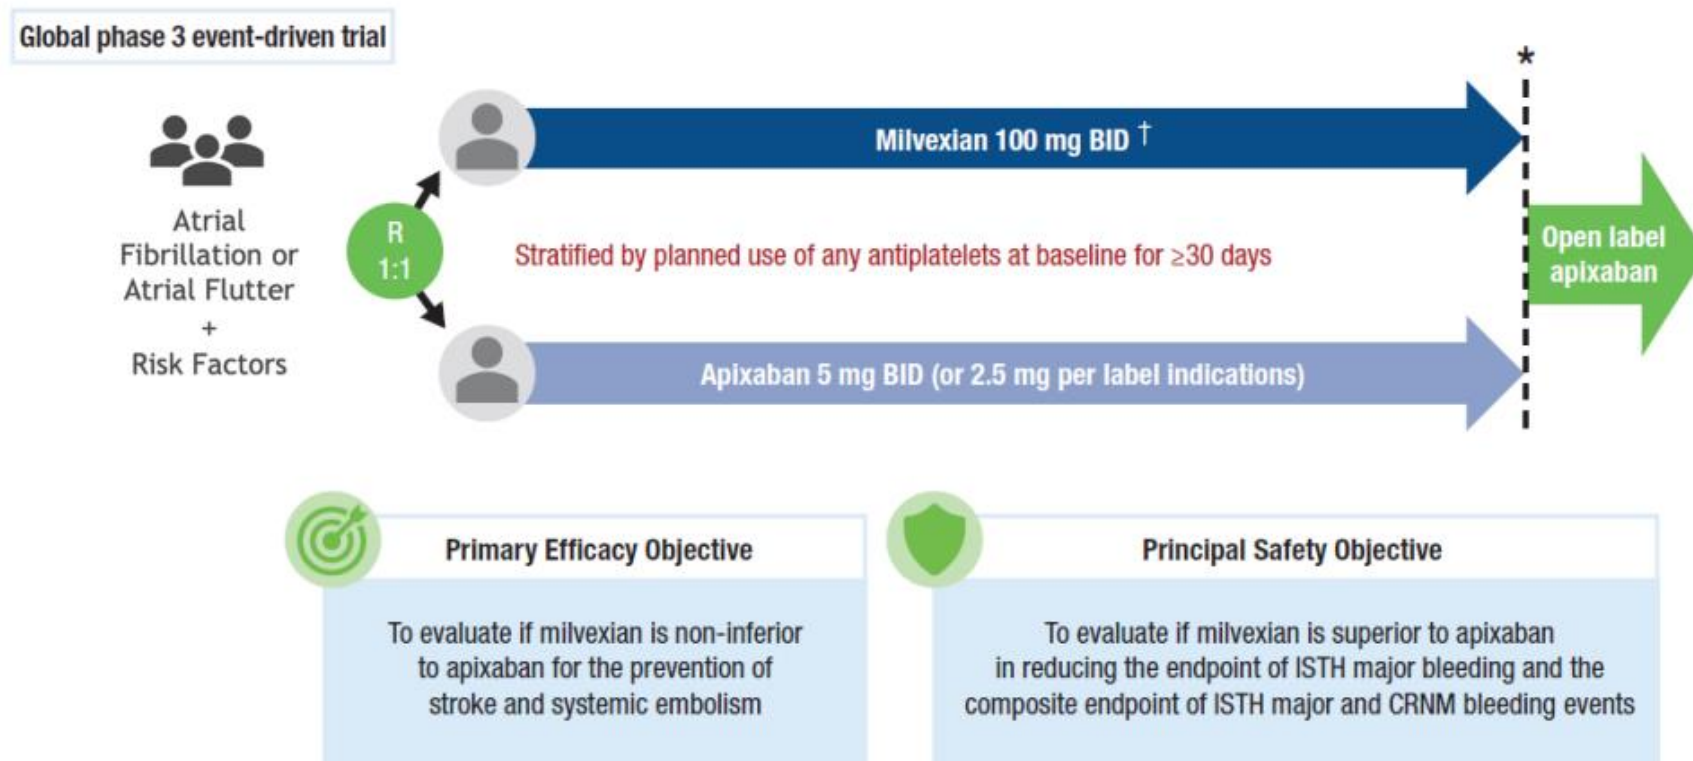 Global phase 3 event-driven trial
*
Milvexian 100 mg BID †
Atrial
Fibrillation or
Atrial Flutter
+
Risk Factors
R
1:1
Stratified by planned use of any antiplatelets at baseline for ≥30 days
Open label
apixaban
Apixaban 5 mg BID (or 2.5 mg per label indications)
Primary Efficacy Objective
To evaluate if milvexian is non-inferior
to apixaban for the prevention of
stroke and systemic embolism
Principal Safety Objective
To evaluate if milvexian is superior to apixaban
in reducing the endpoint of ISTH major bleeding and the
composite endpoint of ISTH major and CRNM bleeding events